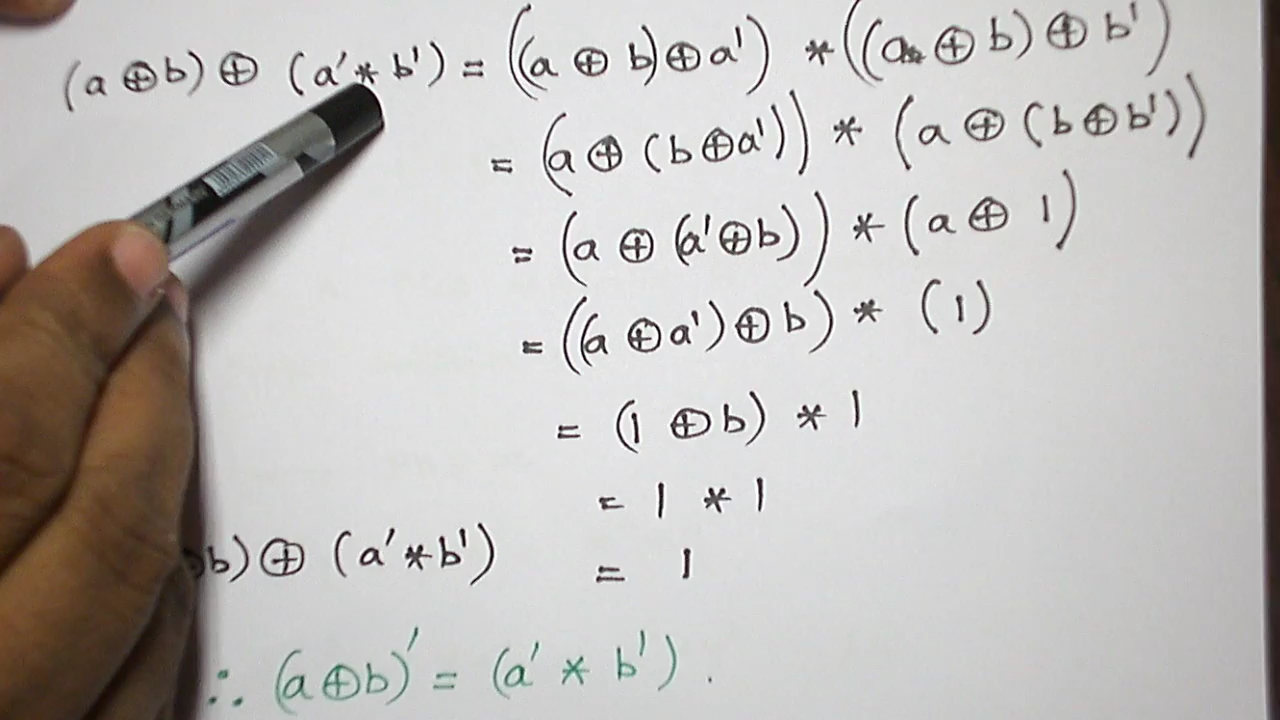 (a ⊕ b) ⊕ (a' * b') = ((a ⊕ b) ⊕ a') * ((a ⊕ b) ⊕ b')
= (a ⊕ (b ⊕ a')) * (a ⊕ (b ⊕ b'))
= (a ⊕ (a' ⊕ b)) * (a ⊕ 1)
= ((a ⊕ a') ⊕ b) * (1)
= (1 ⊕ b) * 1
= 1 * 1
b) ⊕ (a' * b') = 1
∴ (a ⊕ b)' = (a' * b').